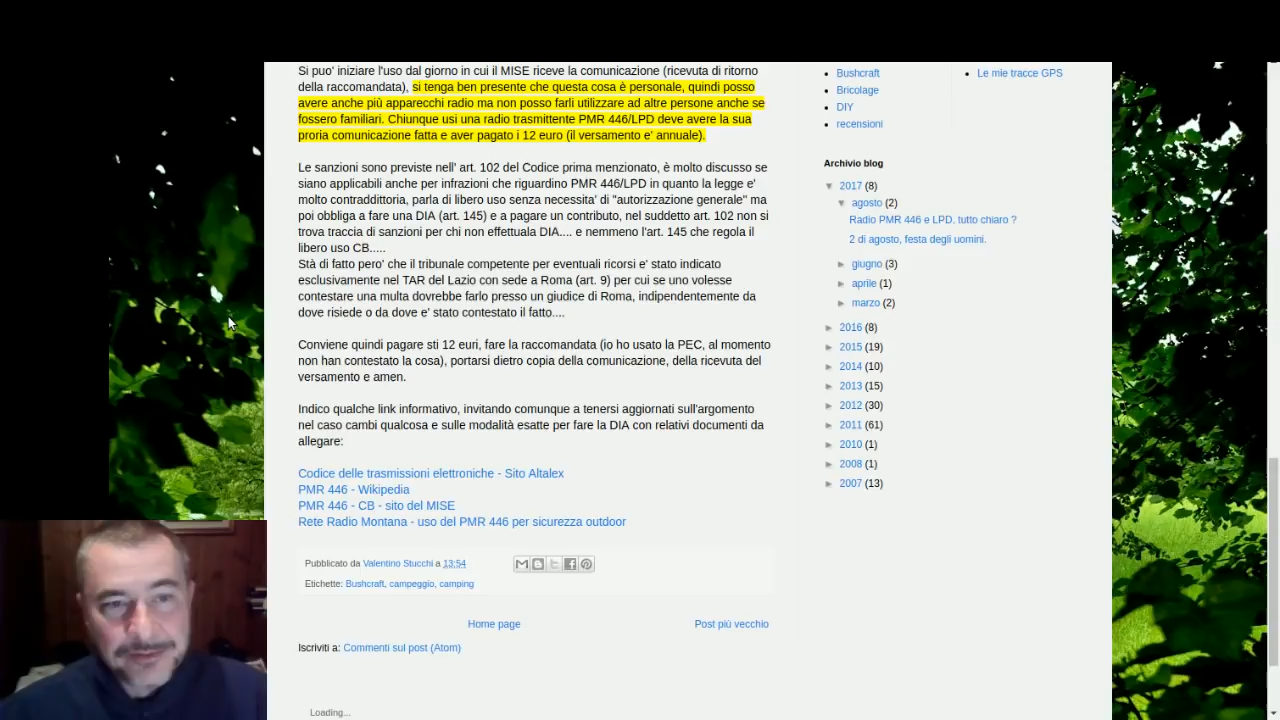 Si puo' iniziare l'uso dal giorno in cui il MISE riceve la comunicazione (ricevuta di ritorno
della raccomandata), si tenga ben presente che questa cosa è personale, quindi posso
avere anche più apparecchi radio ma non posso farli utilizzare ad altre persone anche se
fossero familiari. Chiunque usi una radio trasmittente PMR 446/LPD deve avere la sua
proria comunicazione fatta e aver pagato i 12 euro (il versamento e' annuale).
Le sanzioni sono previste nell' art. 102 del Codice prima menzionato, è molto discusso se
siano applicabili anche per infrazioni che riguardino PMR 446/LPD in quanto la legge e'
molto contraddittoria, parla di libero uso senza necessita' di "autorizzazione generale" ma
poi obbliga a fare una DIA (art. 145) e a pagare un contributo, nel suddetto art. 102 non si
trova traccia di sanzioni per chi non effettuala DIA.... e nemmeno l'art. 145 che regola il
libero uso CB.....
Stà di fatto pero' che il tribunale competente per eventuali ricorsi e' stato indicato
esclusivamente nel TAR del Lazio con sede a Roma (art. 9) per cui se uno volesse
contestare una multa dovrebbe farlo presso un giudice di Roma, indipendentemente da
dove risiede o da dove e' stato contestato il fatto....
Conviene quindi pagare sti 12 euri, fare la raccomandata (io ho usato la PEC, al momento
non han contestato la cosa), portarsi dietro copia della comunicazione, della ricevuta del
versamento e amen.
Indico qualche link informativo, invitando comunque a tenersi aggiornati sull'argomento
nel caso cambi qualcosa e sulle modalità esatte per fare la DIA con relativi documenti da
allegare:
Codice delle trasmissioni elettroniche - Sito Altalex
PMR 446 - Wikipedia
PMR 446 - CB - sito del MISE
Rete Radio Montana - uso del PMR 446 per sicurezza outdoor
Pubblicato da Valentino Stucchi a 13:54
Etichette: Bushcraft, campeggio, camping
Home page
Post più vecchio
Iscriviti a: Commenti sul post (Atom)
Loading...
Bushcraft
Bricolage
DIY
recensioni
Le mie tracce GPS
Archivio blog
▼ 2017 (8)
▼ agosto (2)
Radio PMR 446 e LPD, tutto chiaro ?
2 di agosto, festa degli uomini.
► giugno (3)
► aprile (1)
► marzo (2)
► 2016 (8)
► 2015 (19)
► 2014 (10)
► 2013 (15)
► 2012 (30)
► 2011 (61)
► 2010 (1)
► 2008 (1)
► 2007 (13)